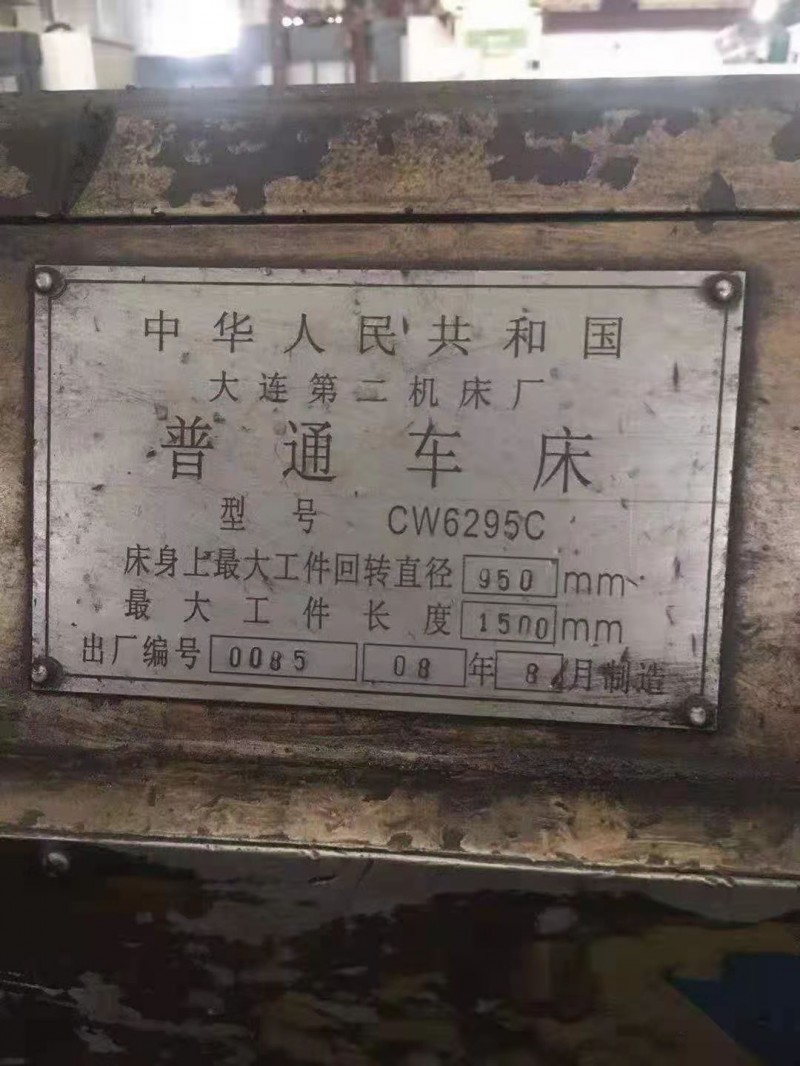 中华人民共和国
大连第二机床厂
普通车床
型号 CW6295C
床身上最大工件回转直径 950 mm
最大工件长度 1500 mm
出厂编号 0085 08 年 8 月制造